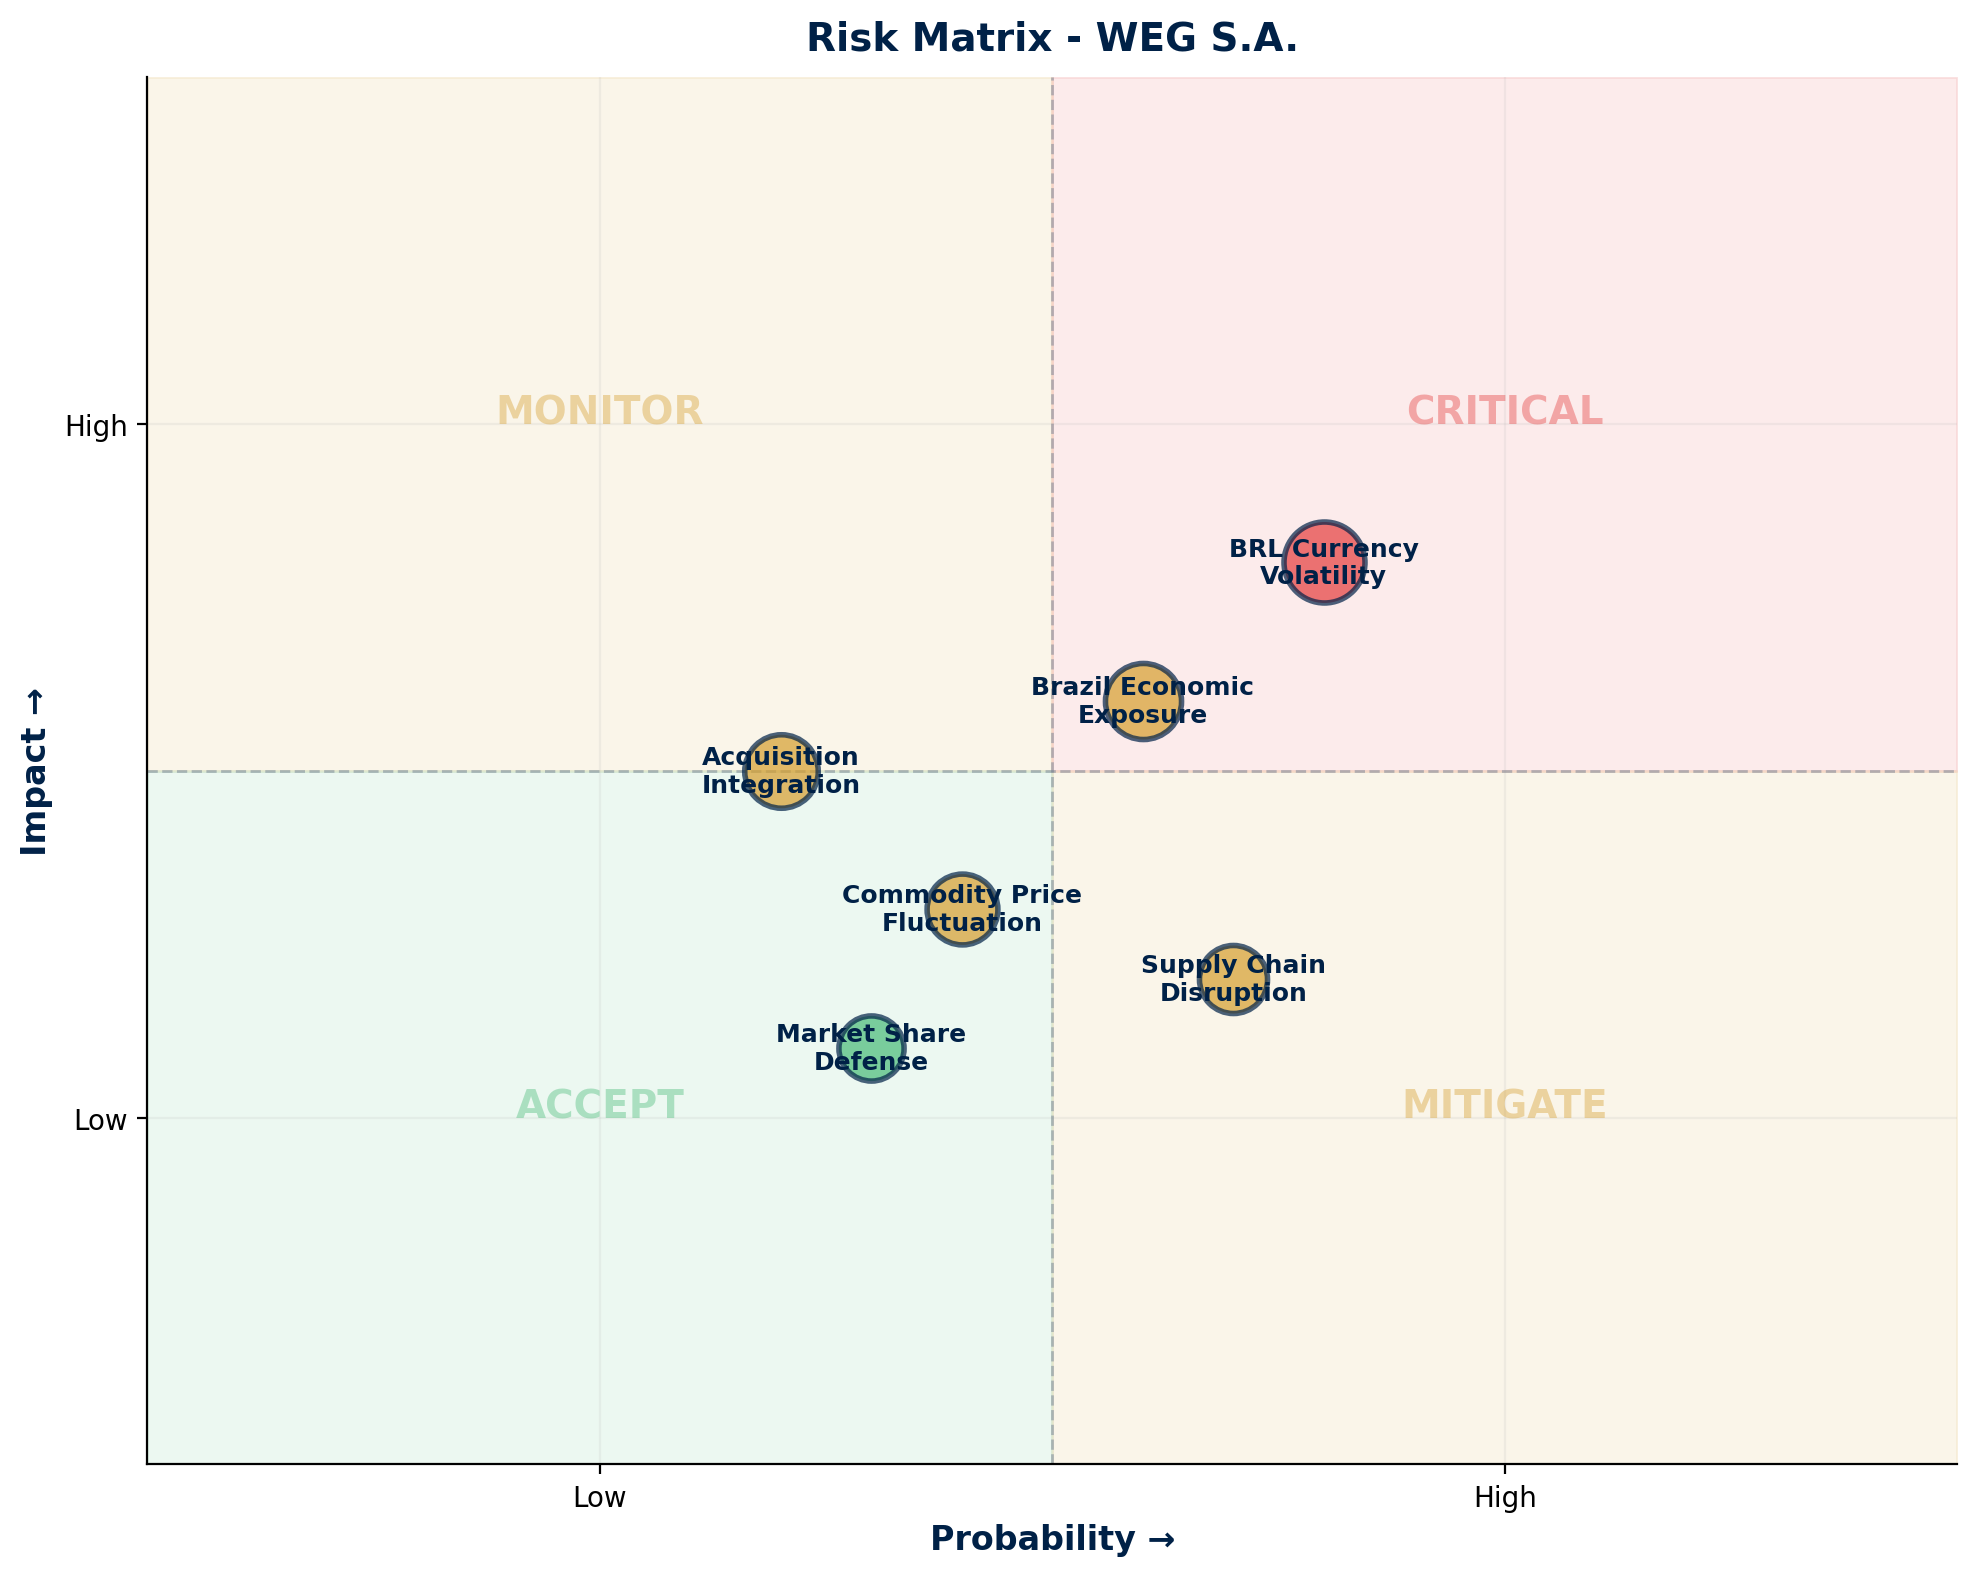 Risk Matrix - WEG S.A.
MONITOR
CRITICAL
High
BRL Currency
Volatility
Brazil Economic
Exposure
Acquisition
Integration
Impact →
Commodity Price
Fluctuation
Supply Chain
Disruption
Market Share
Defense
ACCEPT
MITIGATE
Low
Low
High
Probability →